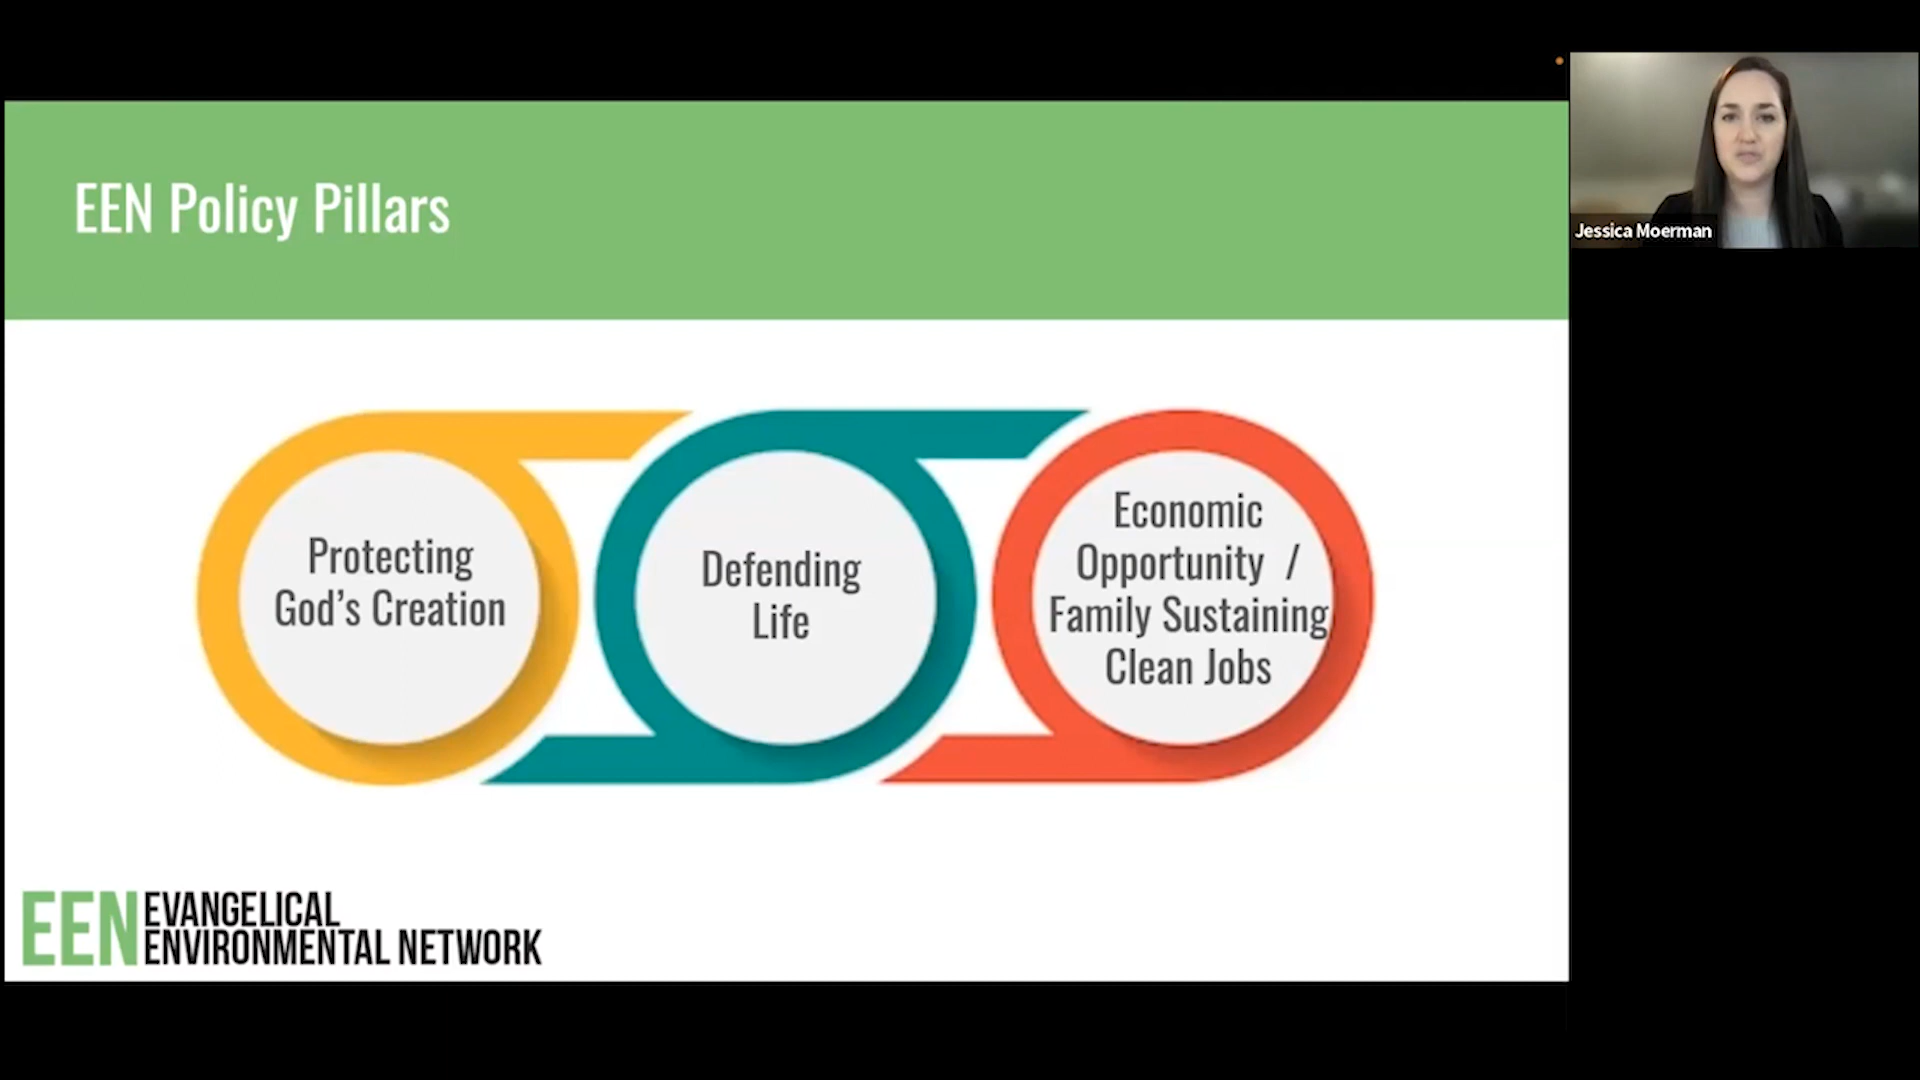 EEN Policy Pillars
Jessica Moerman
Protecting
God’s Creation
Defending
Life
Economic
Opportunity /
Family Sustaining
Clean Jobs
EEN EVANGELICAL
ENVIRONMENTAL NETWORK